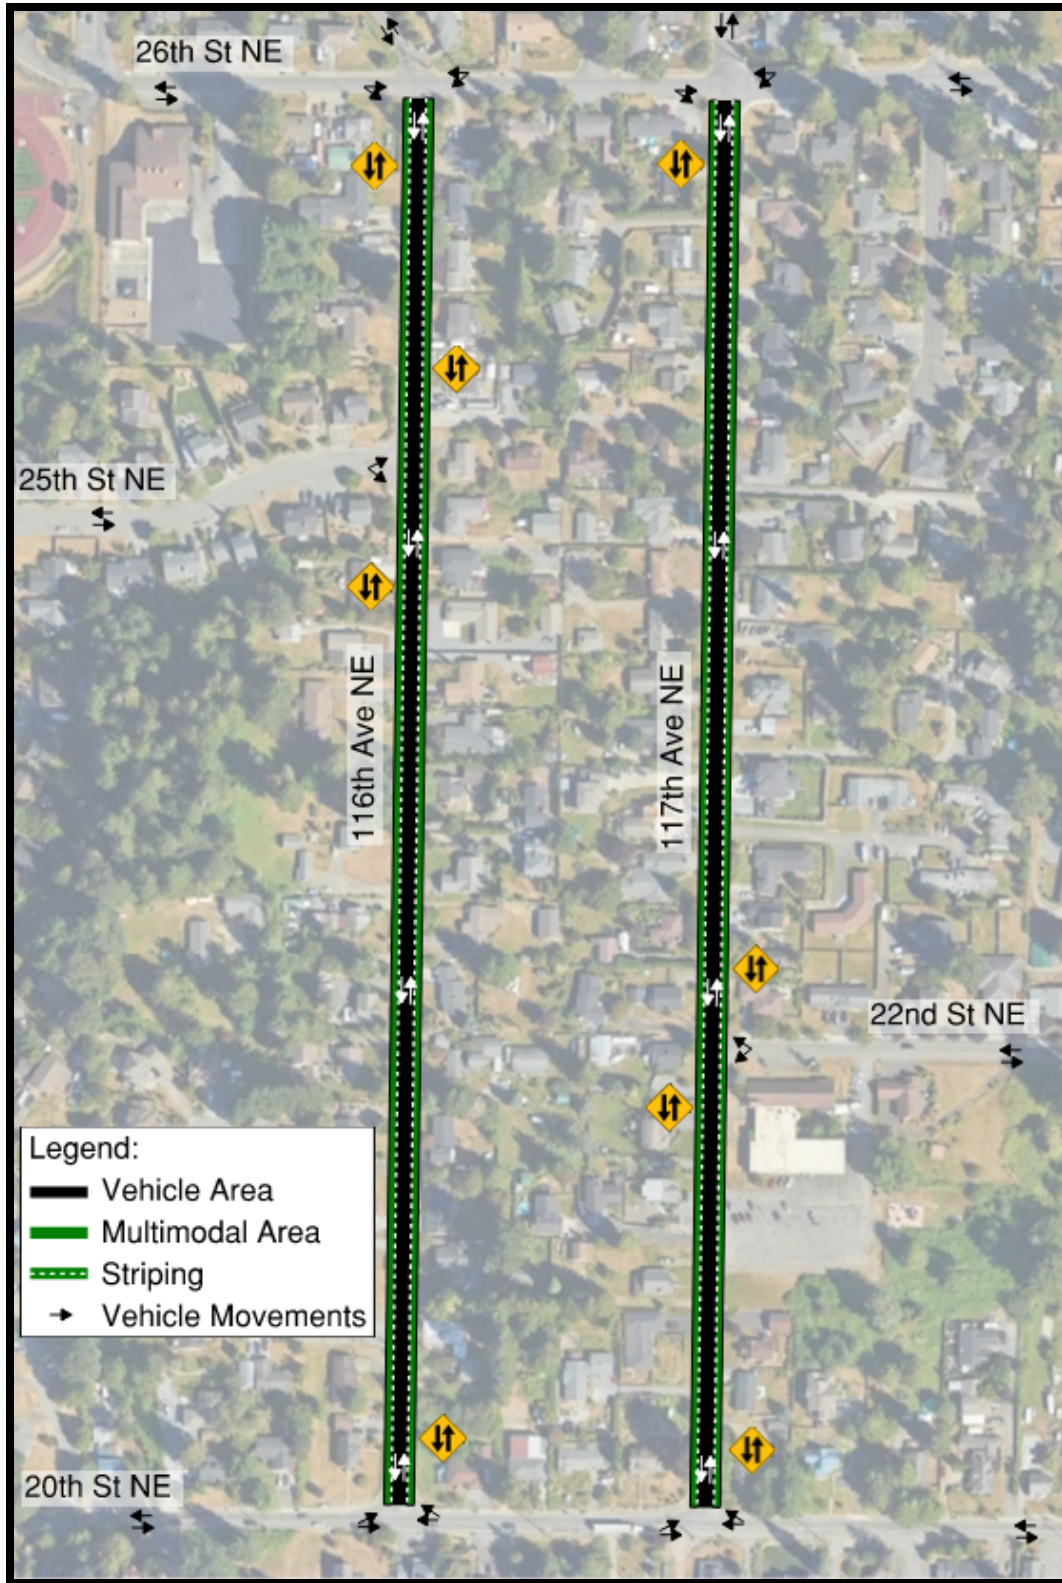 26th St NE
25th St NE
116th Ave NE
117th Ave NE
22nd St NE
Legend:
Vehicle Area
Multimodal Area
Striping
Vehicle Movements
20th St NE